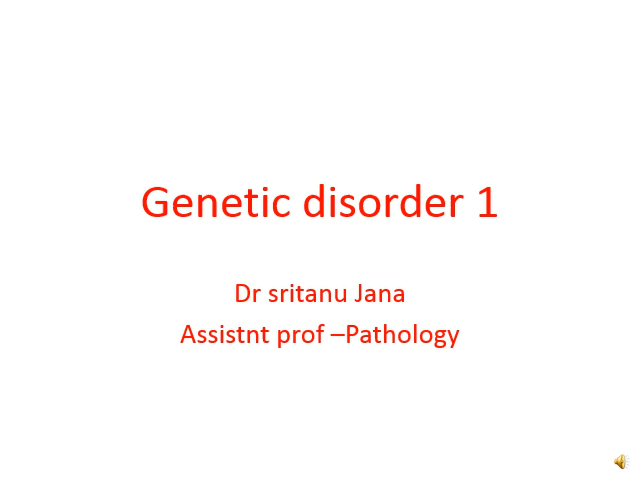 Genetic disorder 1
Dr sritanu Jana
Assistnt prof –Pathology